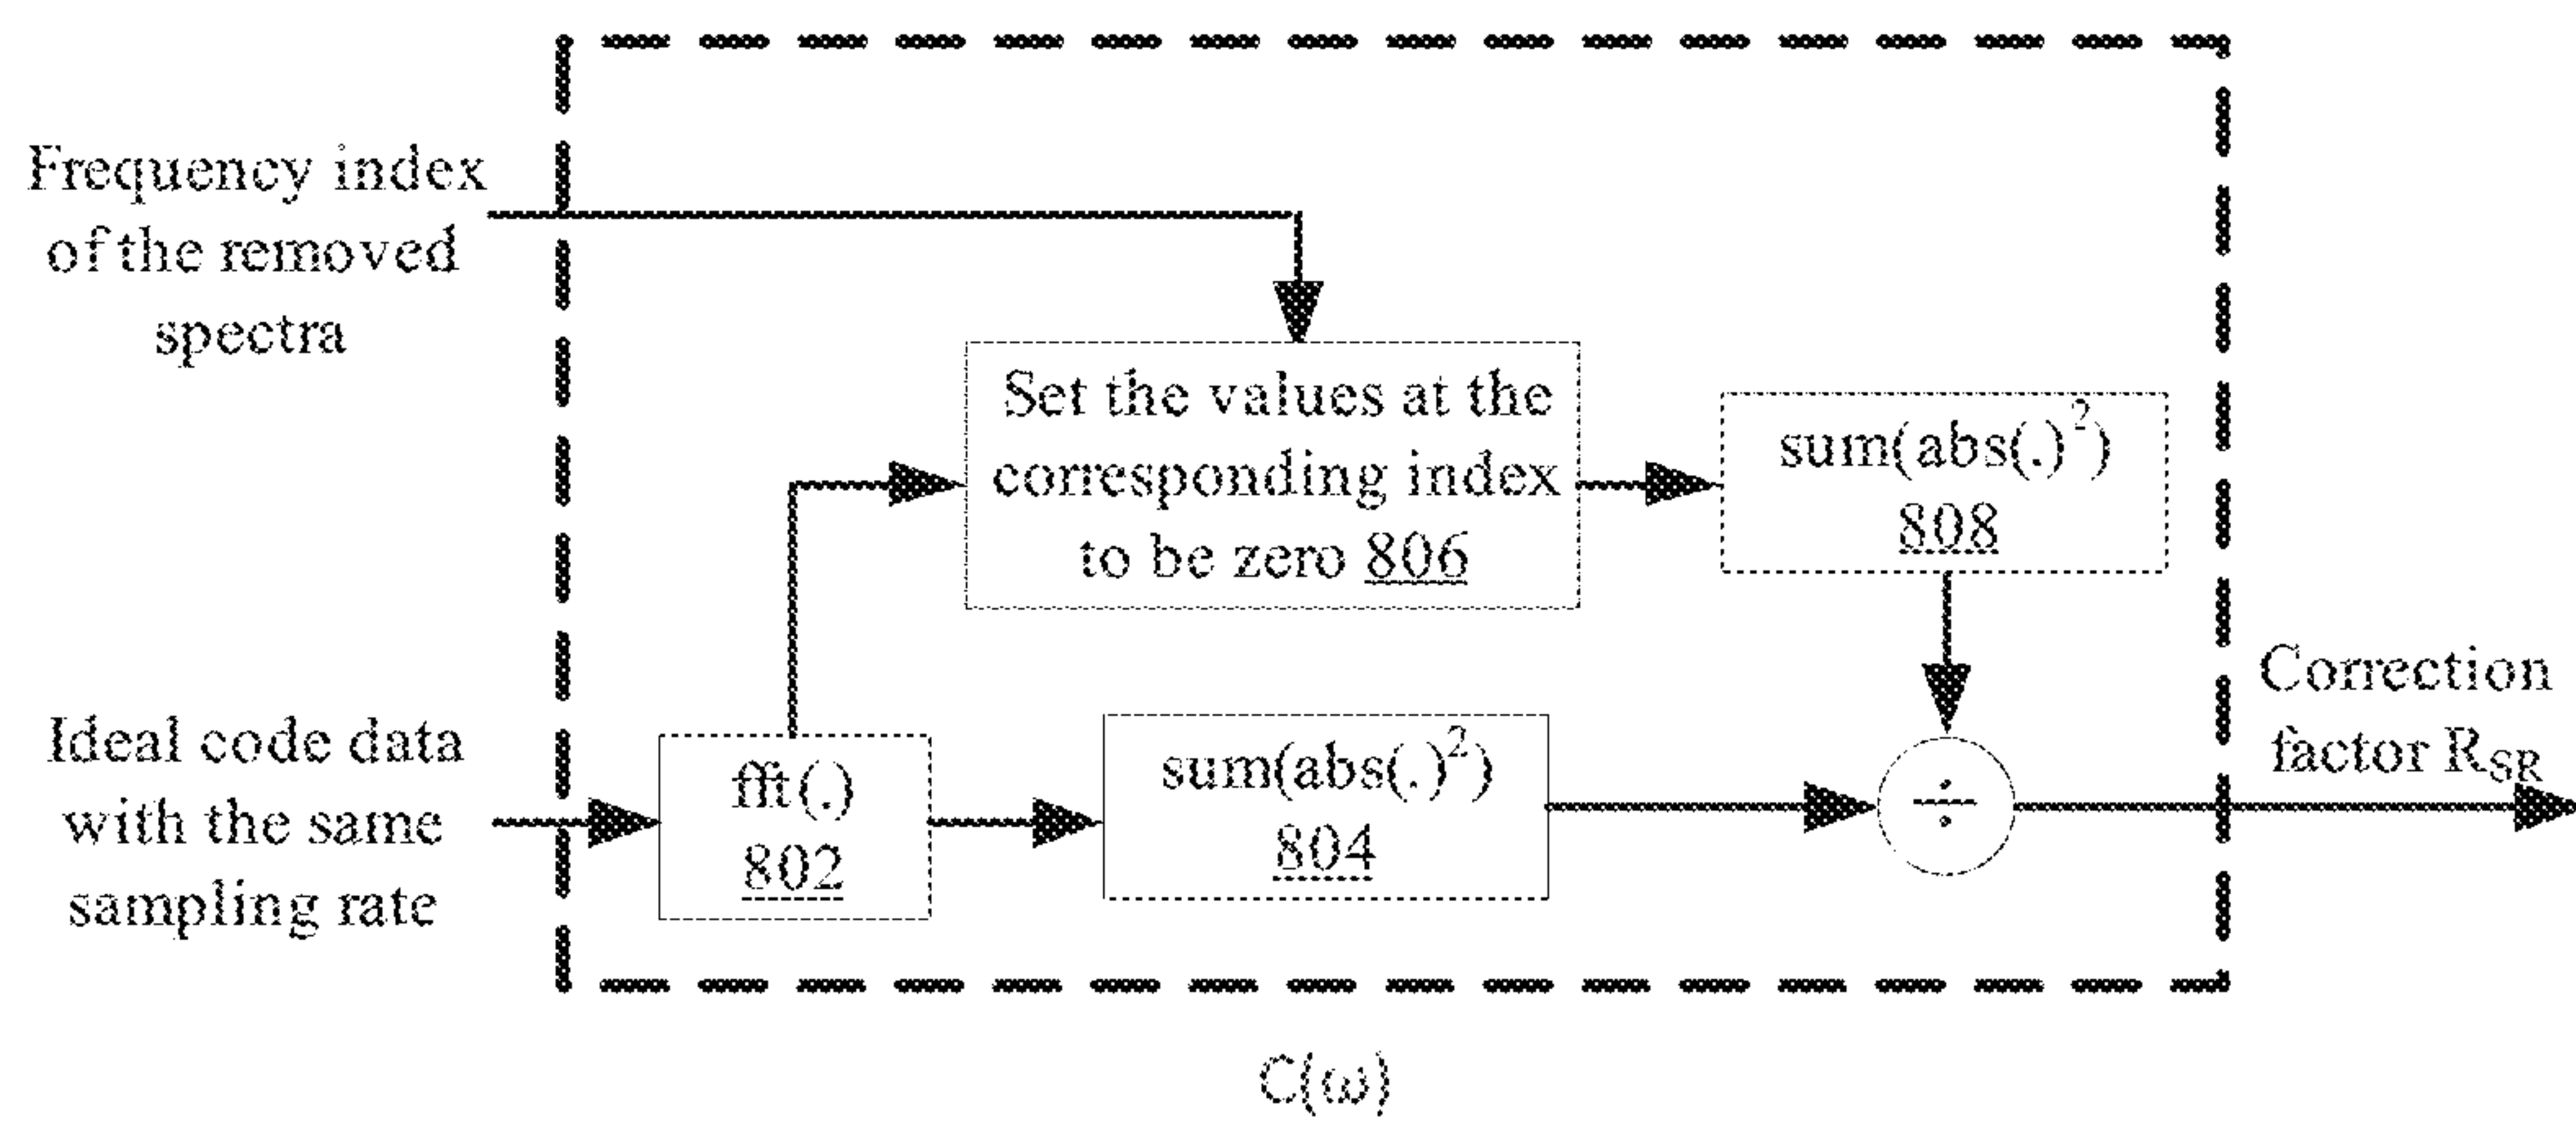 Frequency index
of the removed
spectra
Set the values at the
corresponding index
to be zero 806
sum(abs(.)²)
808
Ideal code data
with the same
sampling rate
fft(.)
802
sum(abs(.)²)
804
÷
Correction
factor R_SR
C(ω)